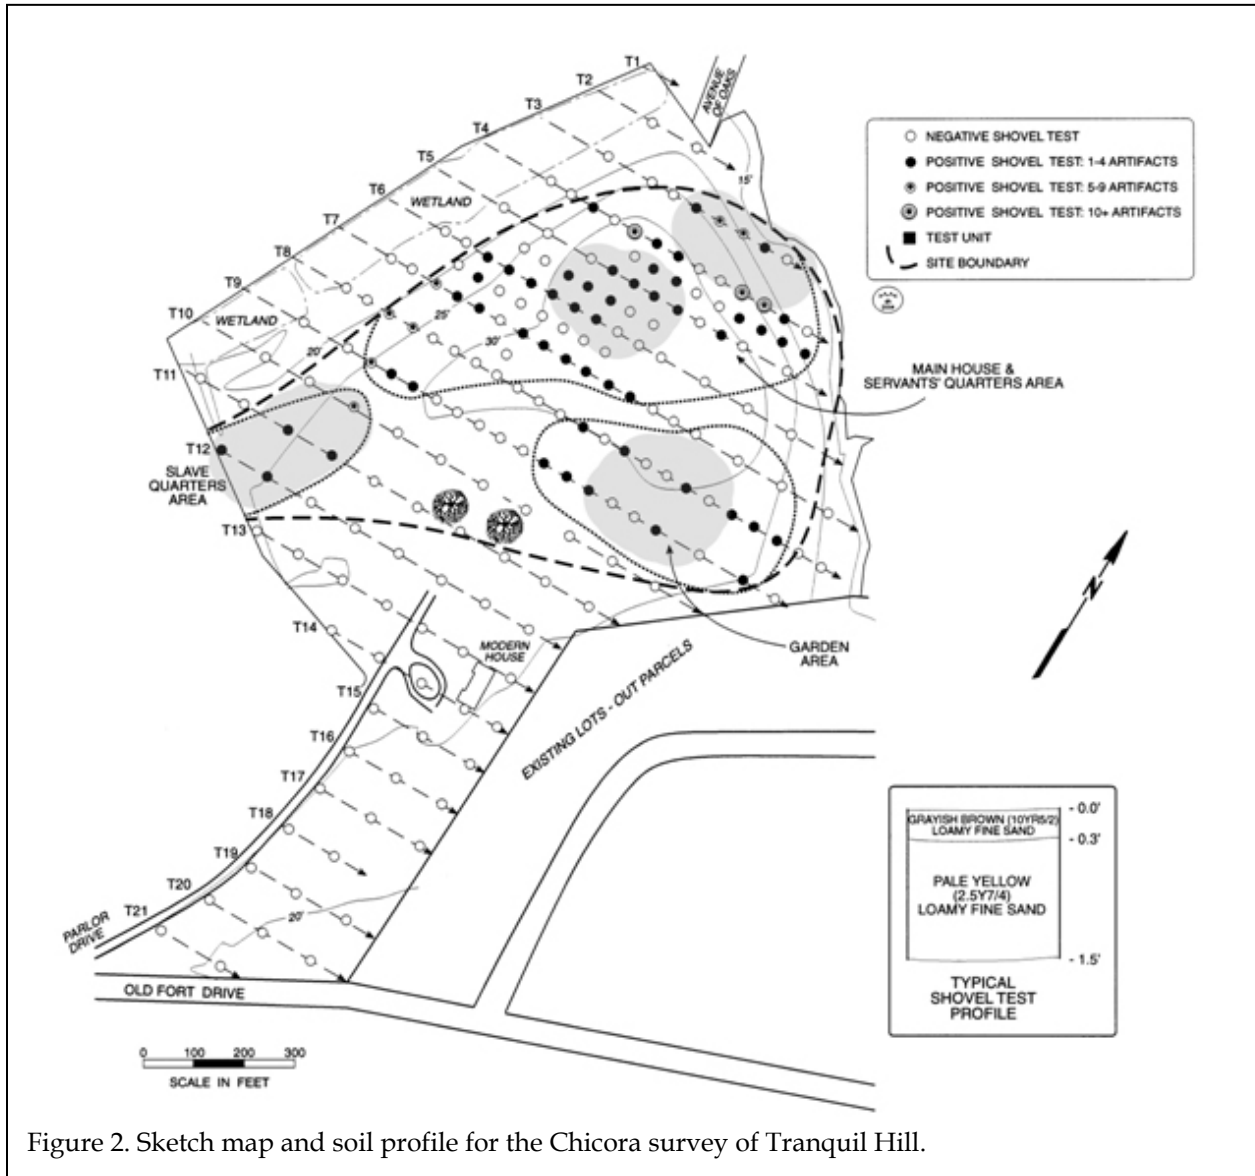 T1
T2
T3
T4
T5
T6
T7
T8
T9
T10
T11
T12
T13
T14
T15
T16
T17
T18
T19
T20
T21
AVENUE
OF OAKS
WETLAND
WETLAND
15'
20'
25'
30'
○ NEGATIVE SHOVEL TEST
● POSITIVE SHOVEL TEST: 1-4 ARTIFACTS
POSITIVE SHOVEL TEST: 5-9 ARTIFACTS
POSITIVE SHOVEL TEST: 10+ ARTIFACTS
■ TEST UNIT
SITE BOUNDARY
MAIN HOUSE &
SERVANTS' QUARTERS AREA
SLAVE
QUARTERS
AREA
GARDEN
AREA
N
MODERN
HOUSE
EXISTING LOTS - OUT PARCELS
20'
PARLOR
DRIVE
OLD FORT DRIVE
0 100 200 300
SCALE IN FEET
- 0.0'
GRAYISH BROWN (10YR5/2)
LOAMY FINE SAND
- 0.3'
PALE YELLOW
(2.5Y7/4)
LOAMY FINE SAND
- 1.5'
TYPICAL
SHOVEL TEST
PROFILE
Figure 2. Sketch map and soil profile for the Chicora survey of Tranquil Hill.